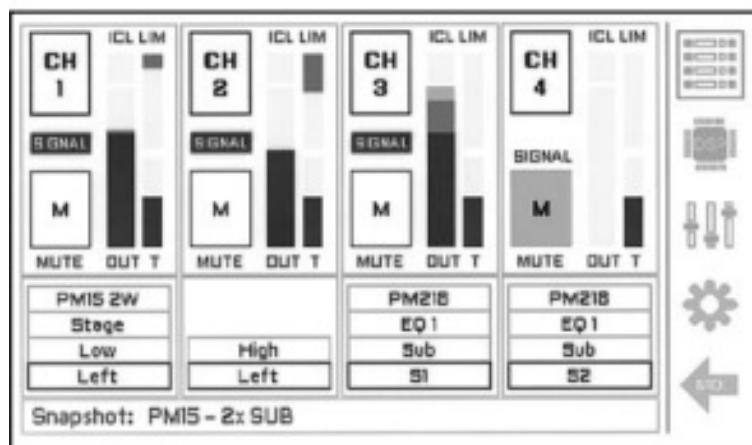 ICL LIM
CH
1
SIGNAL
M
MUTE OUT T
ICL LIM
CH
2
SIGNAL
M
MUTE OUT T
ICL LIM
CH
3
SIGNAL
M
MUTE OUT T
ICL LIM
CH
4
SIGNAL
M
MUTE OUT T
PM15 2W
Stage
Low
Left
High
Left
PM218
EQ 1
Sub
S1
PM218
EQ 1
Sub
S2
Snapshot: PM15 - 2x SUB
DSP
BACK